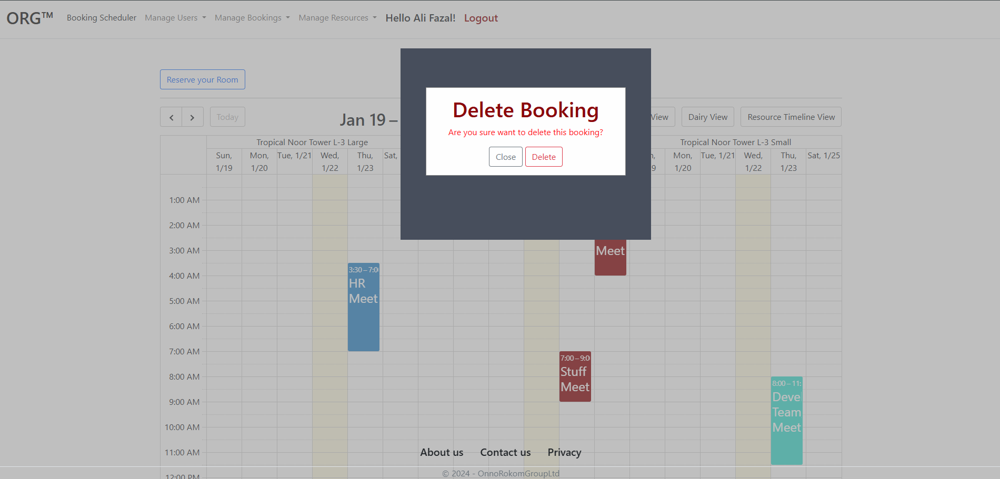 ORG™ Booking Scheduler Manage Users Manage Bookings Manage Resources Hello Ali Fazal! Logout
Reserve your Room
Today
Jan 19 –
View
Dairy View
Resource Timeline View
Delete Booking
Are you sure want to delete this booking?
Close Delete
Tropical Noor Tower L-3 Large
Tropical Noor Tower L-3 Small
Sun, 1/19
Mon, 1/20
Tue, 1/21
Wed, 1/22
Thu, 1/23
Sat,
9
Mon, 1/20
Tue, 1/21
Wed, 1/22
Thu, 1/23
Sat, 1/25
1:00 AM
2:00 AM
3:00 AM
4:00 AM
5:00 AM
6:00 AM
7:00 AM
8:00 AM
9:00 AM
10:00 AM
11:00 AM
12:00 PM
3:30 – 7:0
HR
Meet
Meet
7:00 – 9:0
Stuff
Meet
8:00 – 11:
Deve
Team
Meet
About us Contact us Privacy
© 2024 - OnnoRokomGroupLtd